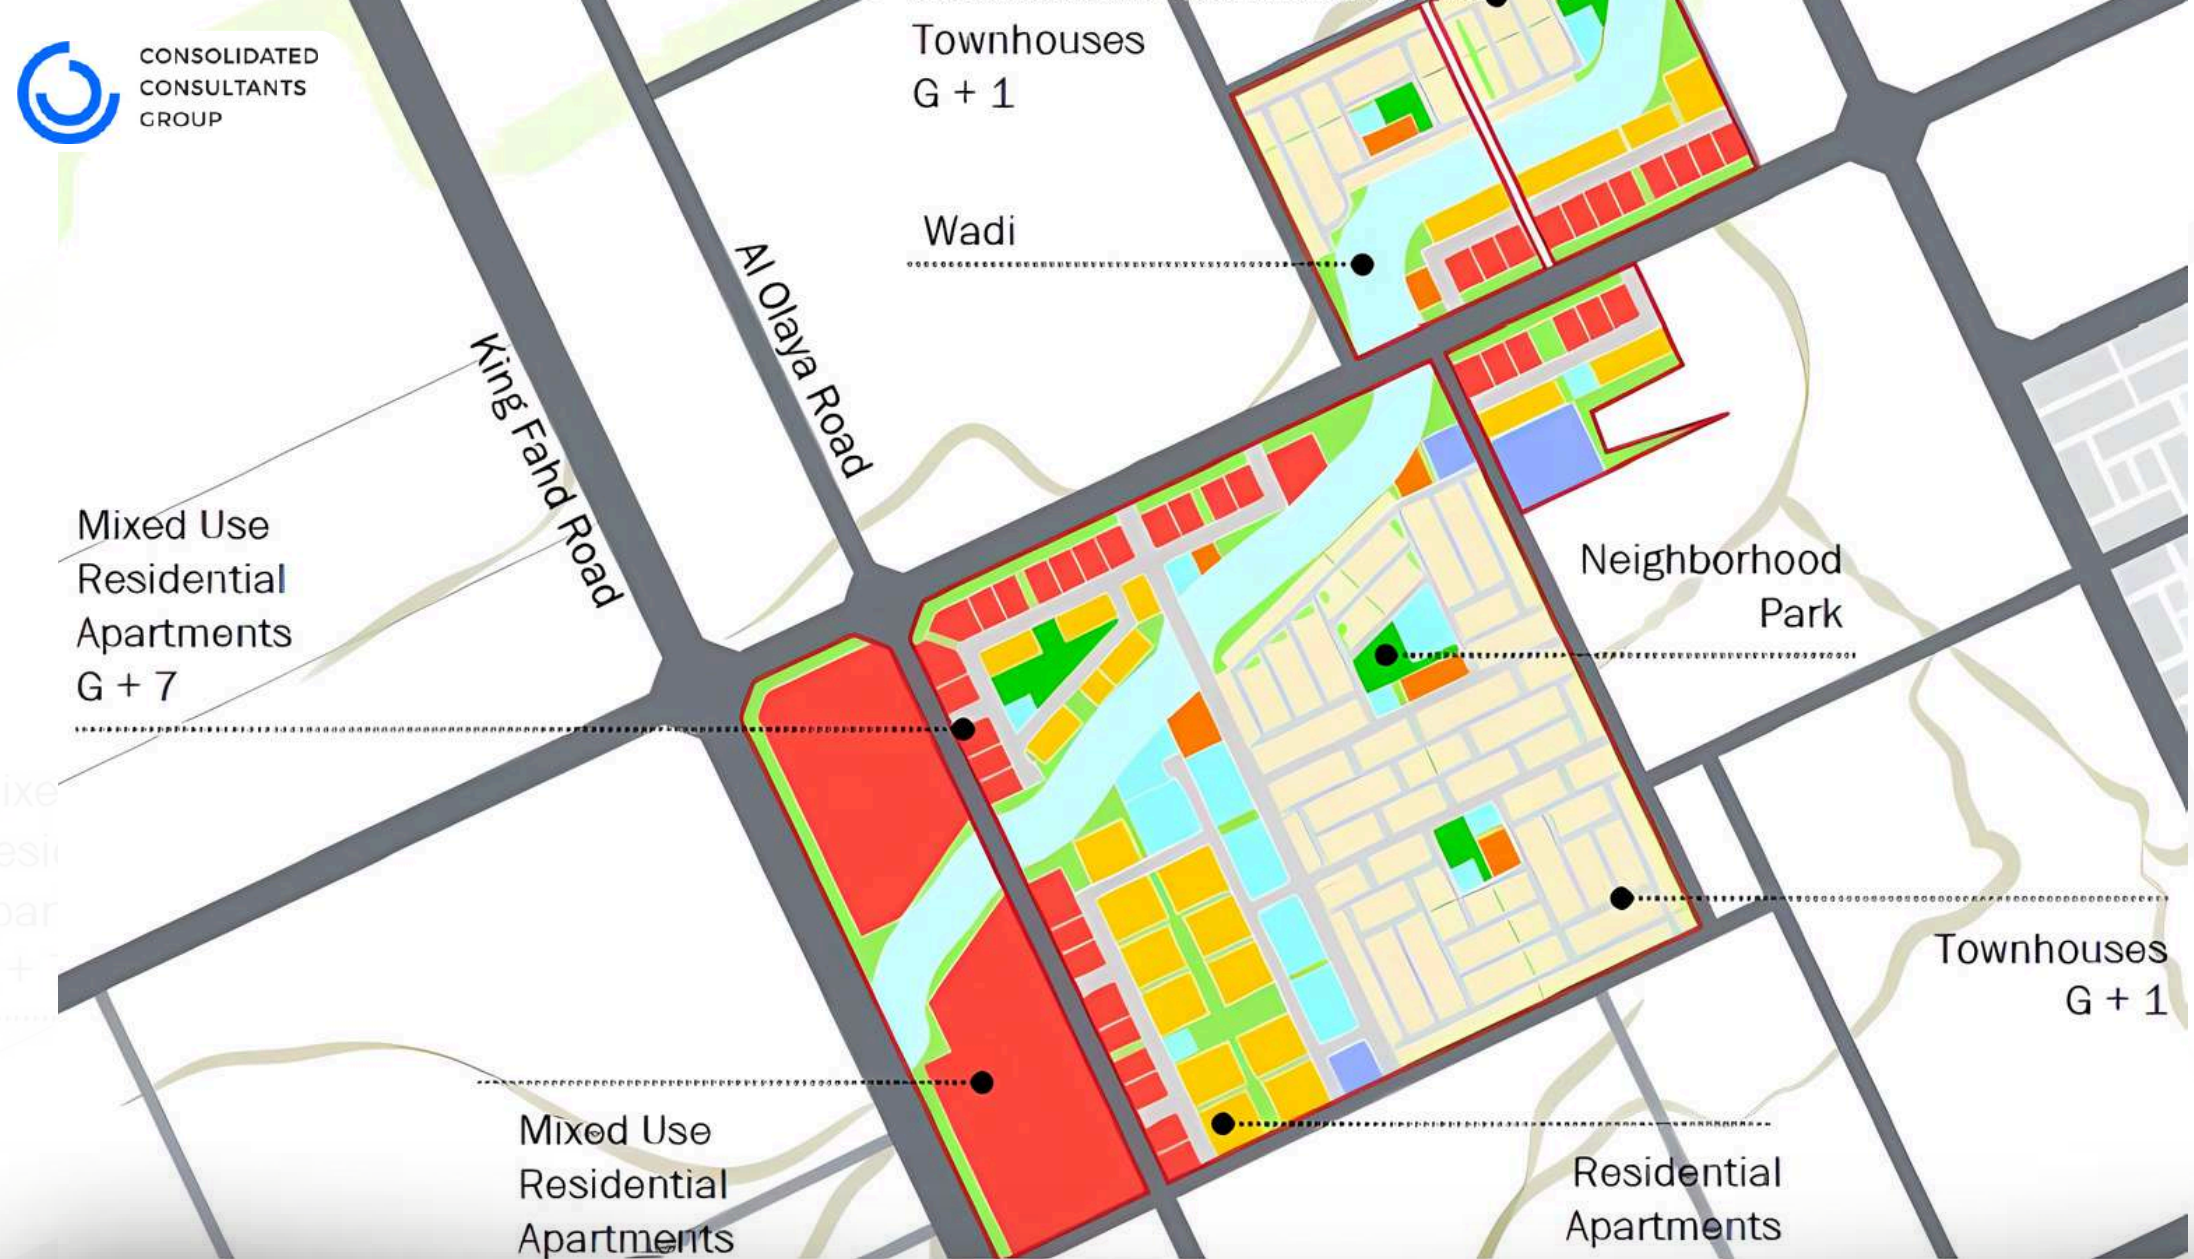 CONSOLIDATED
CONSULTANTS
GROUP
Townhouses
G + 1
Wadi
Al Olaya Road
King Fahd Road
Mixed Use
Residential
Apartments
G + 7
Neighborhood
Park
Townhouses
G + 1
Mixed Use
Residential
Apartments
Residential
Apartments